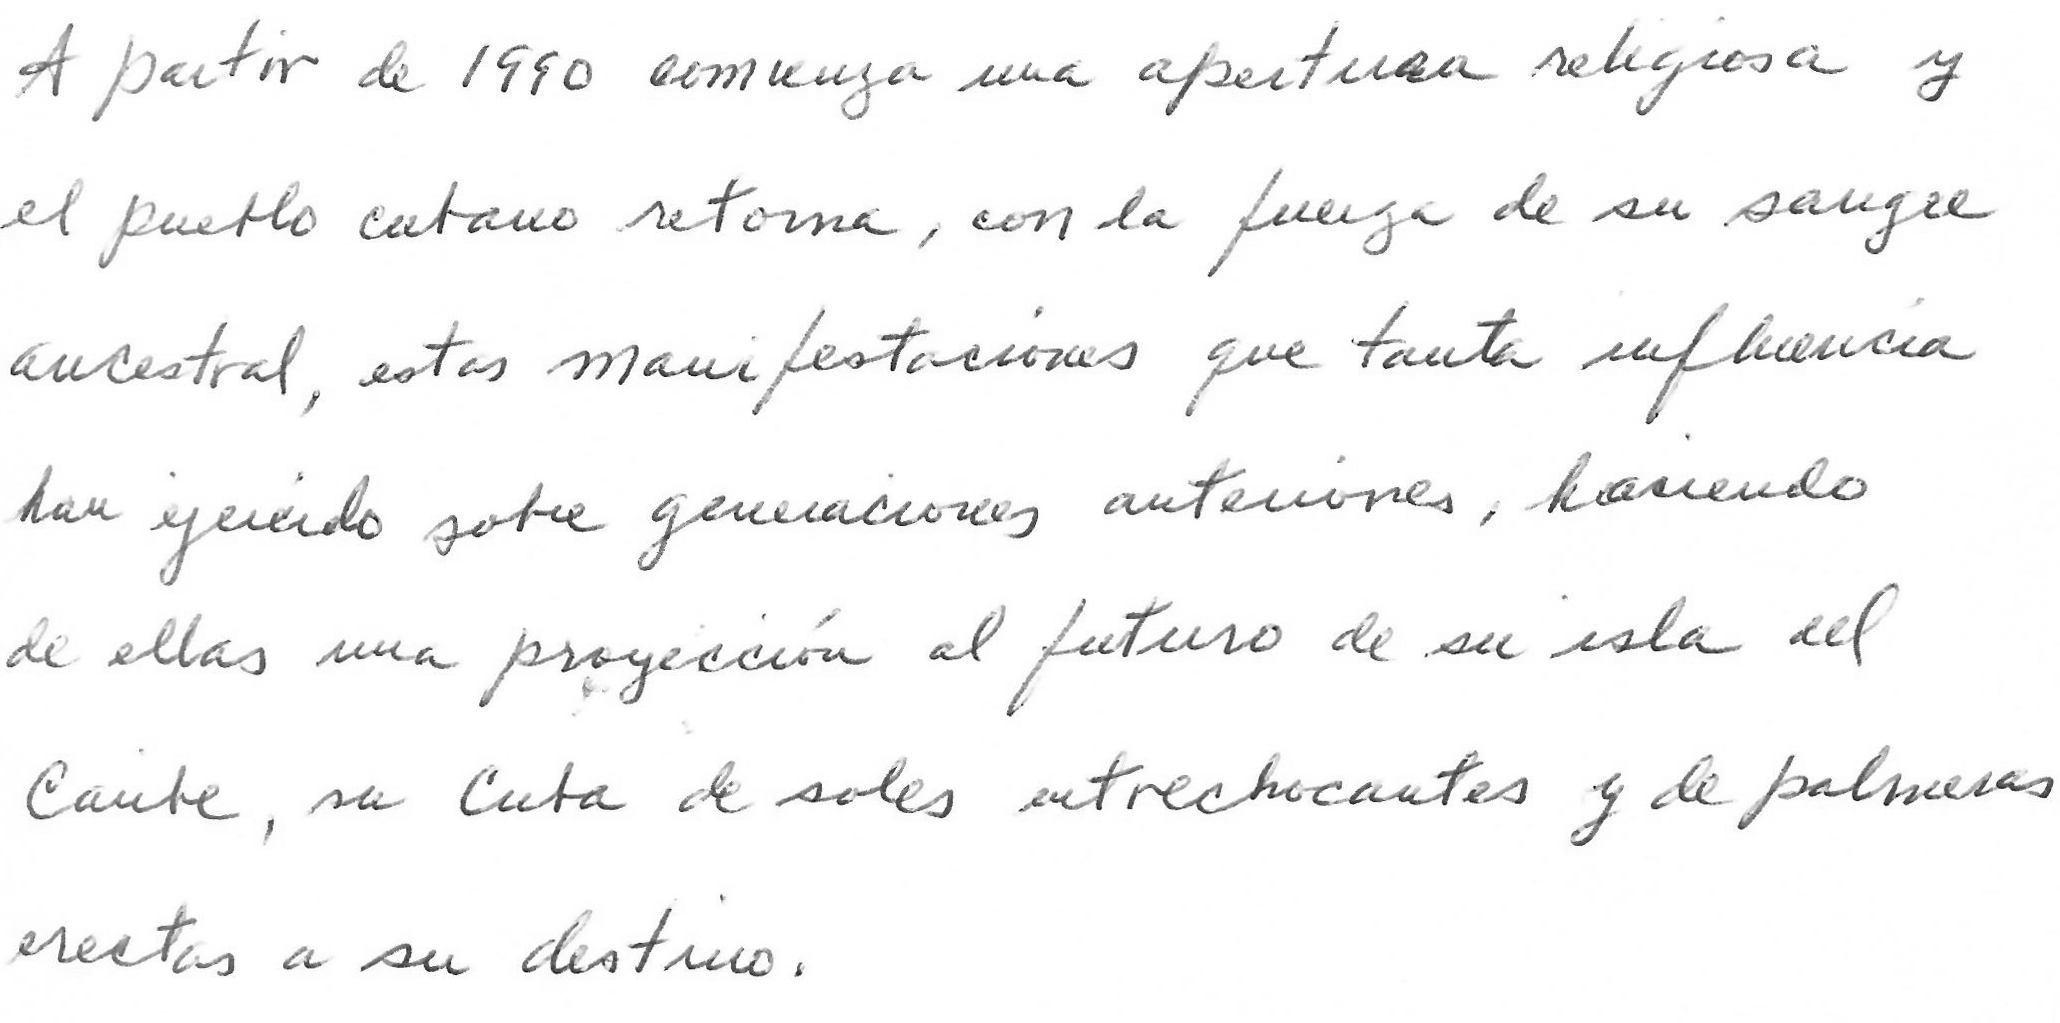 A partir de 1990 comienza una apertura religiosa y
el pueblo cubano retoma, con la fuerza de su sangre
ancestral, estas manifestaciones que tanta influencia
han ejercido sobre generaciones anteriores, haciendo
de ellas una proyección al futuro de su isla del
Caribe, su Cuba de soles entrechocantes y de palmeras
erectas a su destino.